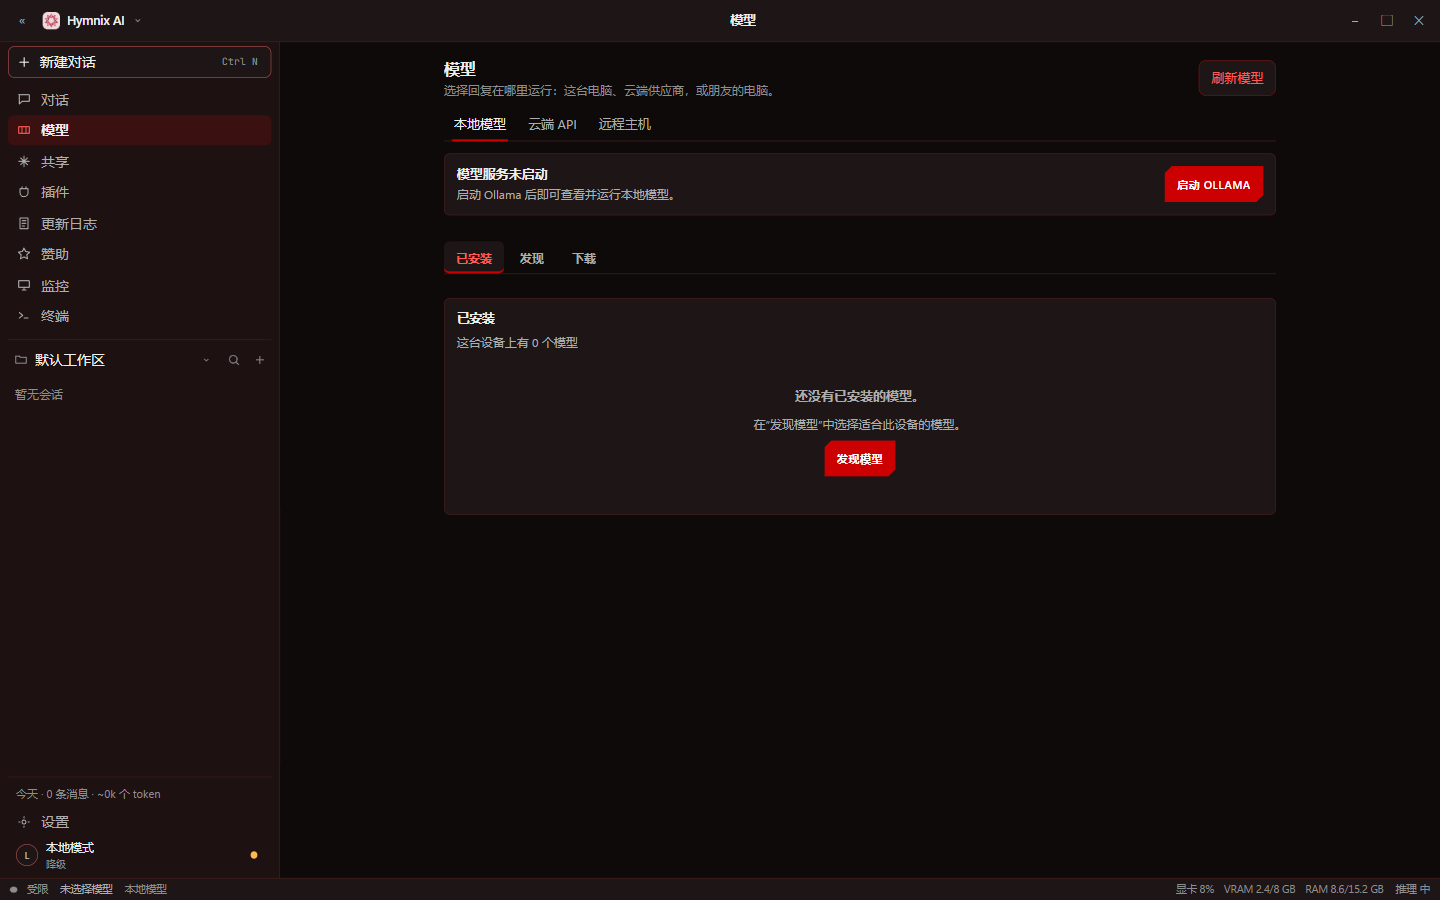 « Hymnix AI
模型
新建对话 Ctrl N
对话
模型
共享
插件
更新日志
赞助
监控
终端
默认工作区
暂无会话
今天 · 0 条消息 · ~0k 个 token
设置
L 本地模式
降级
模型
选择回复在哪里运行：这台电脑、云端供应商，或朋友的电脑。
刷新模型
本地模型 云端 API 远程主机
模型服务未启动
启动 Ollama 后即可查看并运行本地模型。
启动 OLLAMA
已安装 发现 下载
已安装
这台设备上有 0 个模型
还没有已安装的模型。
在"发现模型"中选择适合此设备的模型。
发现模型
受限 未选择模型 本地模型
显卡 8% VRAM 2.4/8 GB RAM 8.6/15.2 GB 推理 中